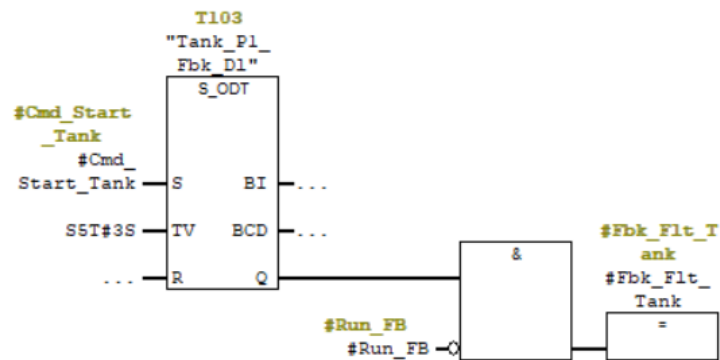 T103
"Tank_P1_
Fbk_D1"
S_ODT
#Cmd_Start
_Tank
#Cmd_
Start_Tank
S
BI
...
S5T#3S
TV
BCD
...
...
R
Q
&
#Run_FB
#Run_FB
#Fbk_Flt_T
ank
#Fbk_Flt_
Tank
=